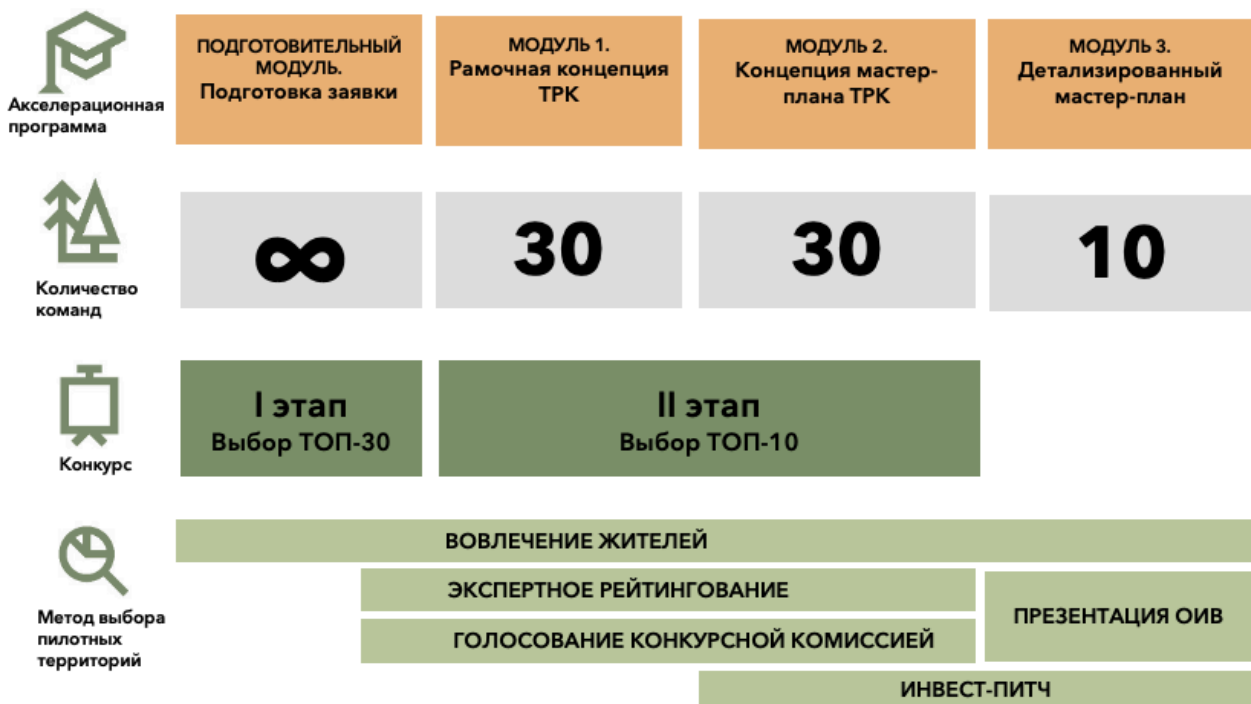 Акселерационная
программа
ПОДГОТОВИТЕЛЬНЫЙ
МОДУЛЬ.
Подготовка заявки
МОДУЛЬ 1.
Рамочная концепция
ТРК
МОДУЛЬ 2.
Концепция мастер-
плана ТРК
МОДУЛЬ 3.
Детализированный
мастер-план
Количество
команд
∞
30
30
10
Конкурс
I этап
Выбор ТОП-30
II этап
Выбор ТОП-10
Метод выбора
пилотных
территорий
ВОВЛЕЧЕНИЕ ЖИТЕЛЕЙ
ЭКСПЕРТНОЕ РЕЙТИНГОВАНИЕ
ГОЛОСОВАНИЕ КОНКУРСНОЙ КОМИССИЕЙ
ПРЕЗЕНТАЦИЯ ОИВ
ИНВЕСТ-ПИТЧ